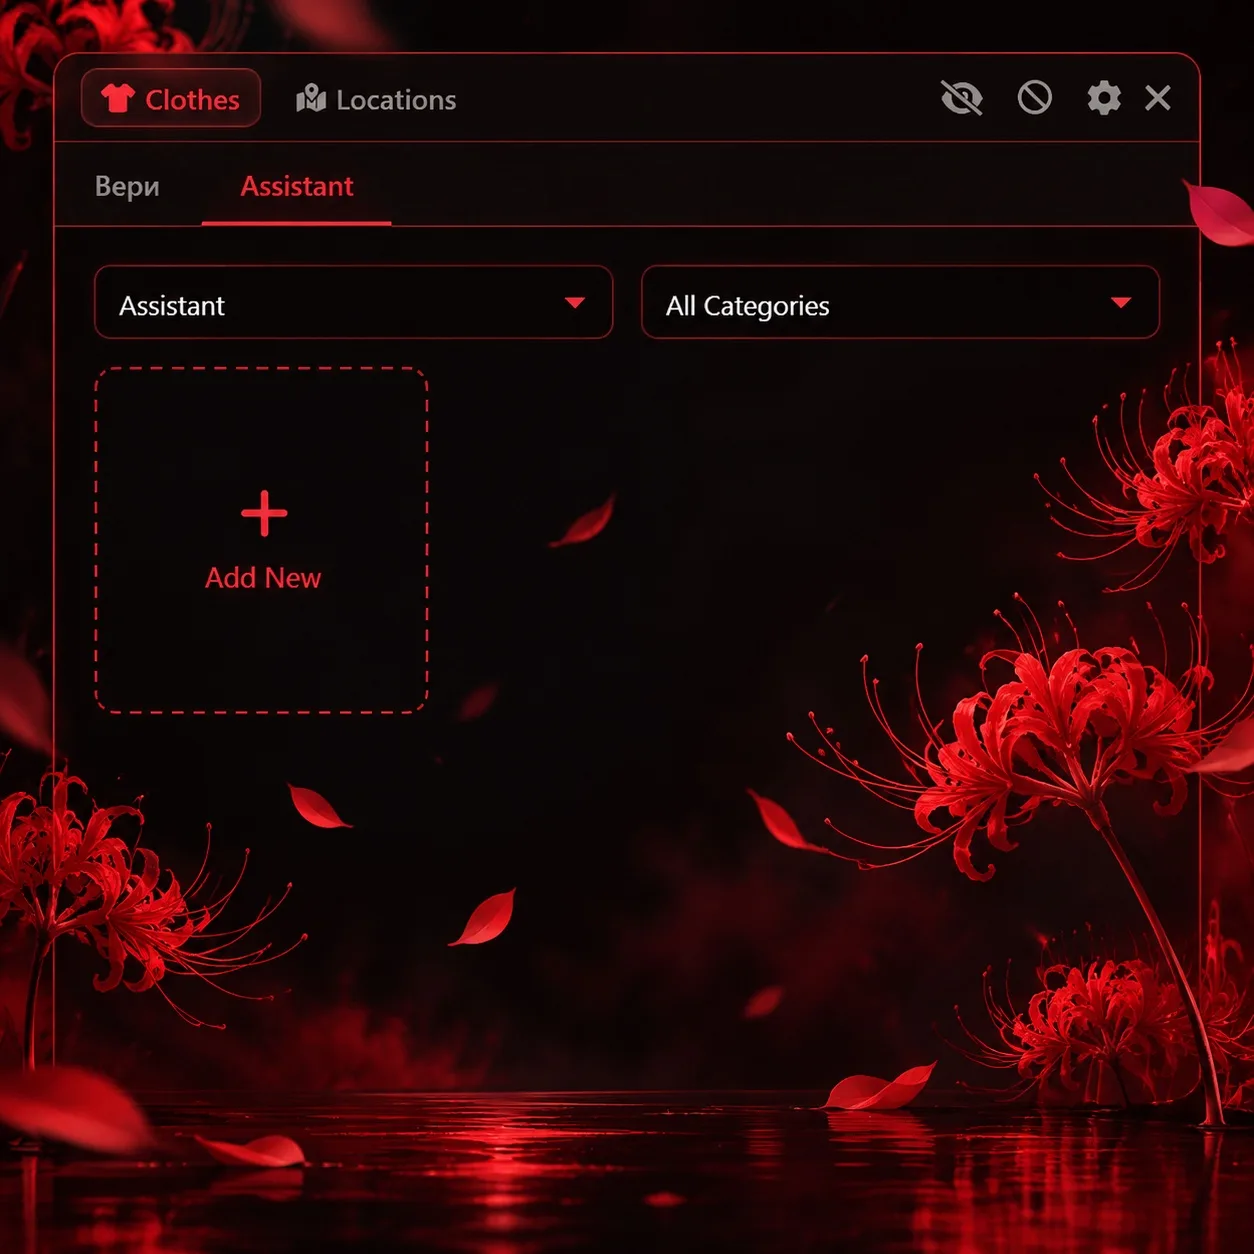 Clothes Locations
Вери Assistant
Assistant All Categories
Add New